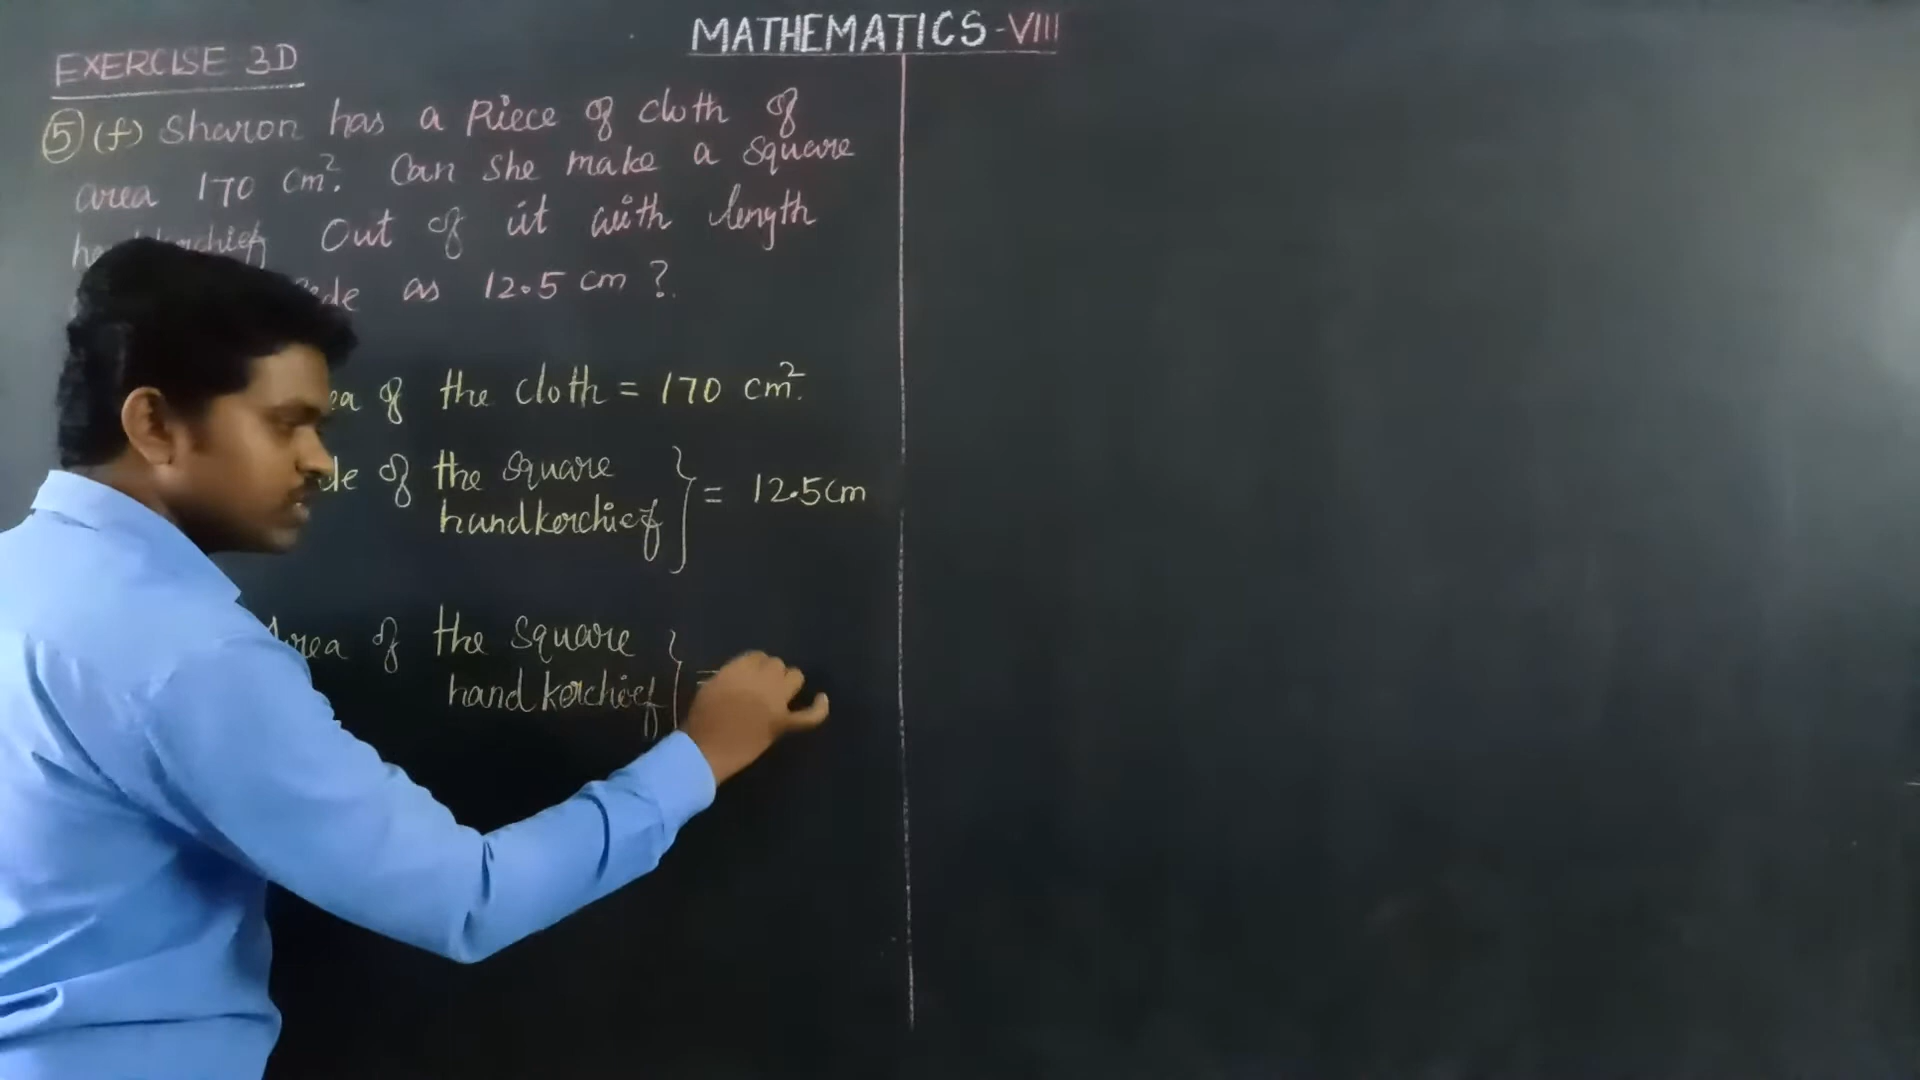 MATHEMATICS-VIII
EXERCISE 3D
5 (f) Sharon has a Piece of cloth of
area 170 cm². Can she make a square
Out of it with length
as 12.5 cm ?
of the cloth = 170 cm².
of the square
handkerchief } = 12.5cm
Area of the square
handkerchief } =